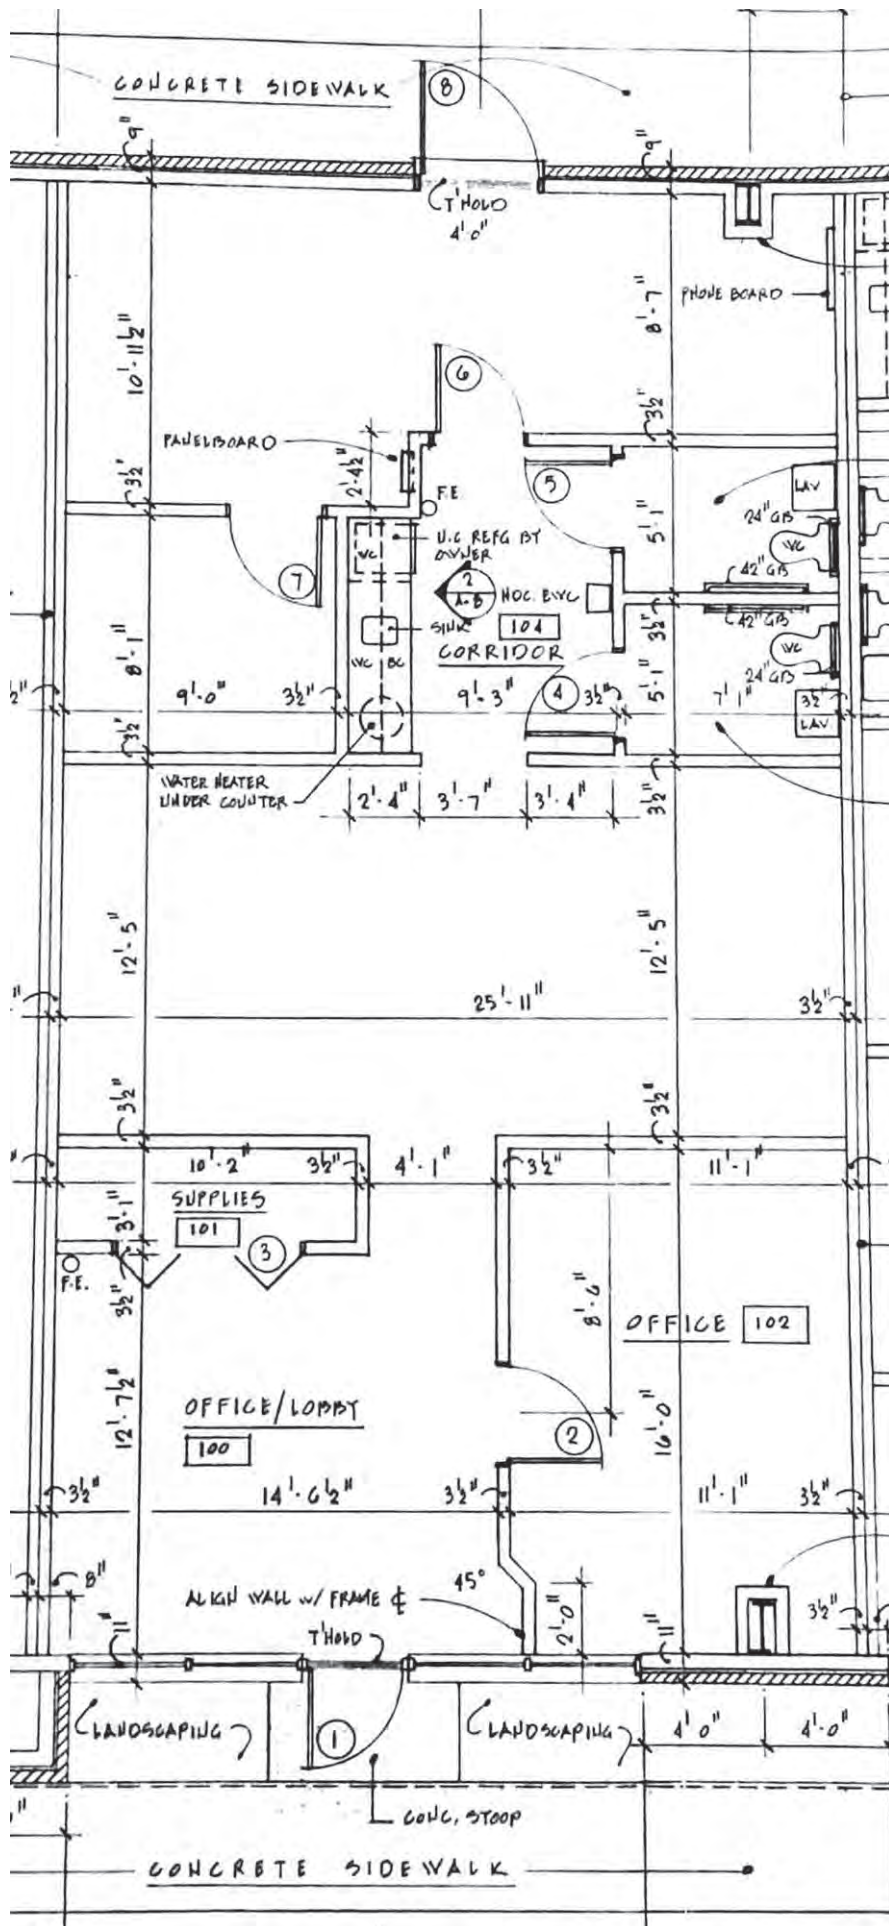 CONCRETE SIDEWALK
8
9"
9"
T'HOLD
4'-0"
PHONE BOARD
8'-7"
10'-11½"
6
3½"
PANELBOARD
2'-4½"
3½"
F.E.
5
LAV
24" GB
WC
42" GB
5'-1"
U.C REFG BY
OWNER
WC
7
2
A-8
HDC. EWC
104
CORRIDOR
SINK
3½"
42" GB
WC
24" GB
8'-1"
WC
BC
5'-1"
9'-0"
3½"
9'-3"
4
3½"
7'-1"
3½"
LAV
3½"
WATER HEATER
UNDER COUNTER
2'-4"
3'-7"
3'-4"
3½"
12'-5"
12'-5"
25'-11"
3½"
3½"
3½"
10'-2"
3½"
4'-1"
3½"
11'-1"
SUPPLIES
101
3'-1"
3
F.E.
3½"
8'-6"
OFFICE
102
12'-7½"
OFFICE/LOBBY
100
2
16'-0"
3½"
14'-6½"
3½"
11'-1"
3½"
8"
45°
ALIGN WALL W/ FRAME ℄
T'HOLD
2'-0"
3½"
11"
11"
LANDSCAPING
1
LANDSCAPING
4'-0"
4'-0"
CONC. STOOP
CONCRETE SIDEWALK